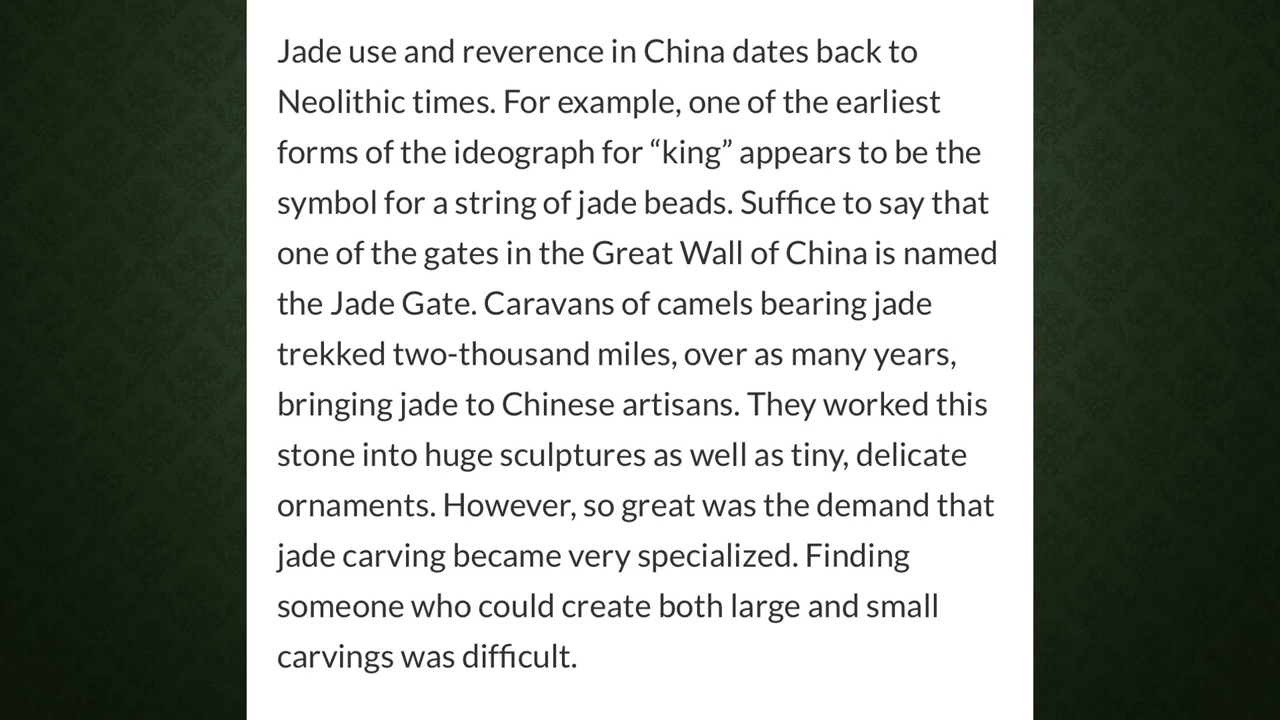 Jade use and reverence in China dates back to
Neolithic times. For example, one of the earliest
forms of the ideograph for “king” appears to be the
symbol for a string of jade beads. Suffice to say that
one of the gates in the Great Wall of China is named
the Jade Gate. Caravans of camels bearing jade
trekked two-thousand miles, over as many years,
bringing jade to Chinese artisans. They worked this
stone into huge sculptures as well as tiny, delicate
ornaments. However, so great was the demand that
jade carving became very specialized. Finding
someone who could create both large and small
carvings was difficult.